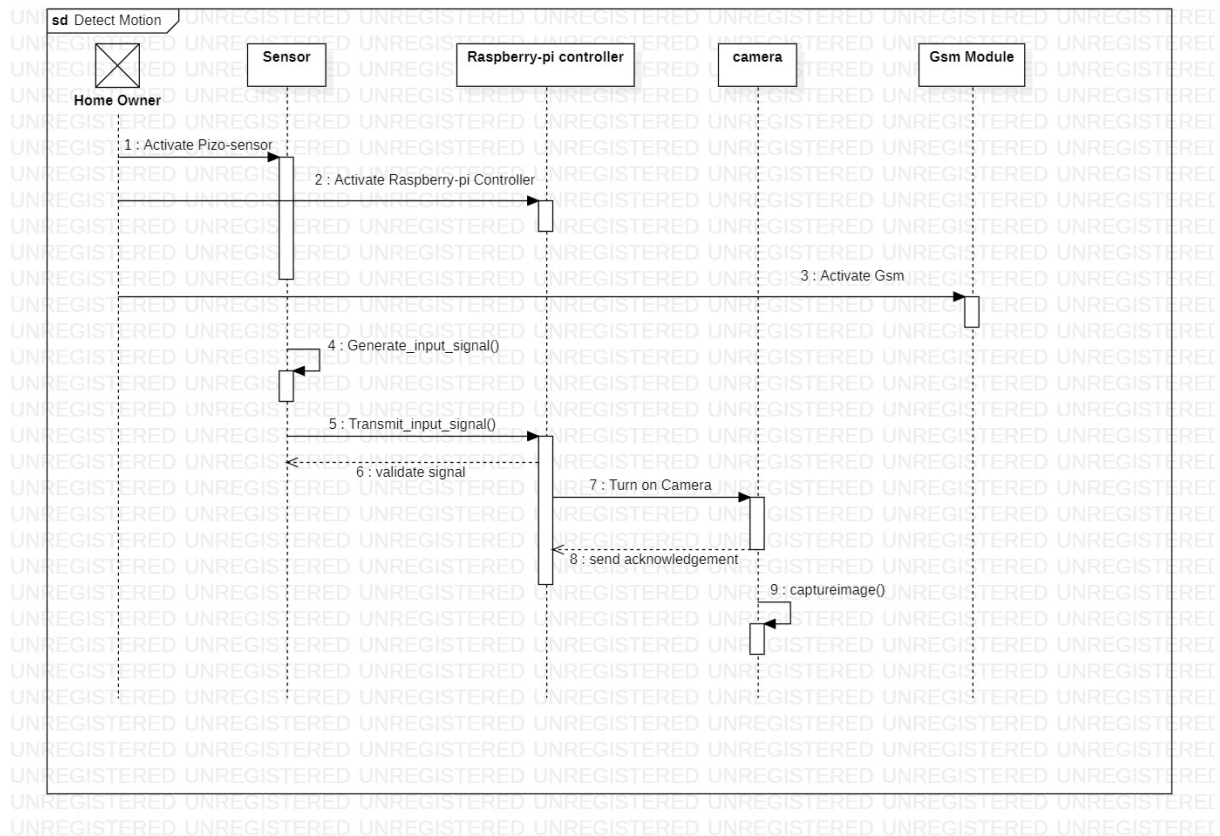 sd Detect Motion
Home Owner
Sensor
Raspberry-pi controller
camera
Gsm Module
1 : Activate Pizo-sensor
2 : Activate Raspberry-pi Controller
3 : Activate Gsm
4 : Generate_input_signal()
5 : Transmit_input_signal()
6 : validate signal
7 : Turn on Camera
8 : send acknowledgement
9 : captureimage()
UNREGISTERED